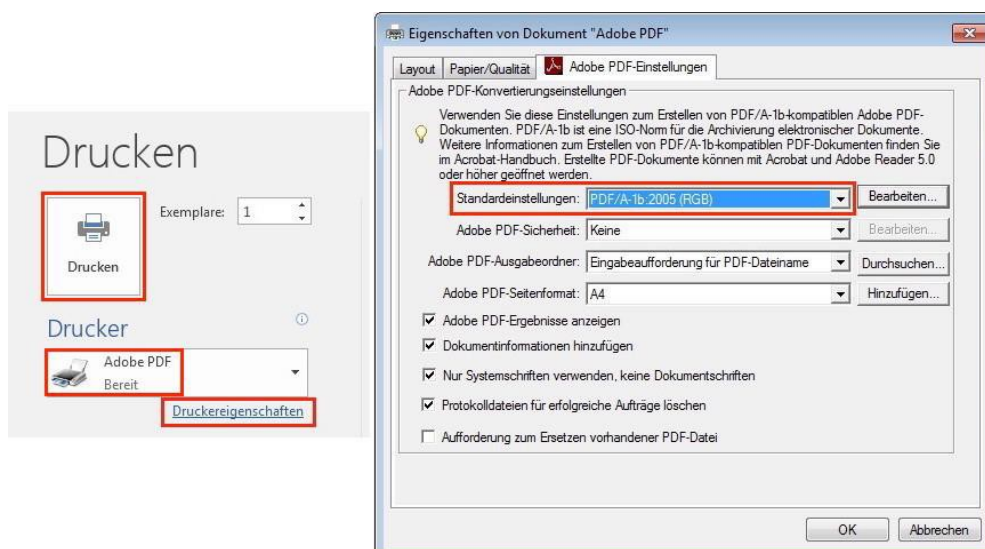 Drucken
Drucken
Exemplare: 1
Drucker
Adobe PDF
Bereit
Druckereigenschaften
Eigenschaften von Dokument "Adobe PDF"
Layout Papier/Qualität Adobe PDF-Einstellungen
Adobe PDF-Konvertierungseinstellungen
Verwenden Sie diese Einstellungen zum Erstellen von PDF/A-1b-kompatiblen Adobe PDF-
Dokumenten. PDF/A-1b ist eine ISO-Norm für die Archivierung elektronischer Dokumente.
Weitere Informationen zum Erstellen von PDF/A-1b-kompatiblen PDF-Dokumenten finden Sie
im Acrobat-Handbuch. Erstellte PDF-Dokumente können mit Acrobat und Adobe Reader 5.0
oder höher geöffnet werden.
Standardeinstellungen: PDF/A-1b:2005 (RGB) Bearbeiten...
Adobe PDF-Sicherheit: Keine Bearbeiten...
Adobe PDF-Ausgabeordner: Eingabeaufforderung für PDF-Dateiname Durchsuchen...
Adobe PDF-Seitenformat: A4 Hinzufügen...
Adobe PDF-Ergebnisse anzeigen
Dokumentinformationen hinzufügen
Nur Systemschriften verwenden, keine Dokumentschriften
Protokolldateien für erfolgreiche Aufträge löschen
Aufforderung zum Ersetzen vorhandener PDF-Datei
OK Abbrechen